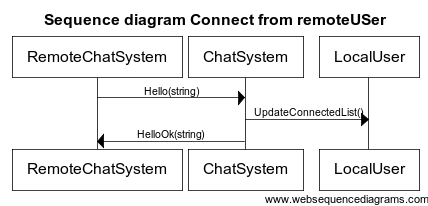 Sequence diagram Connect from remoteUSer
RemoteChatSystem ChatSystem LocalUser
Hello(string)
UpdateConnectedList()
HelloOk(string)
RemoteChatSystem ChatSystem LocalUser
www.websequencediagrams.com